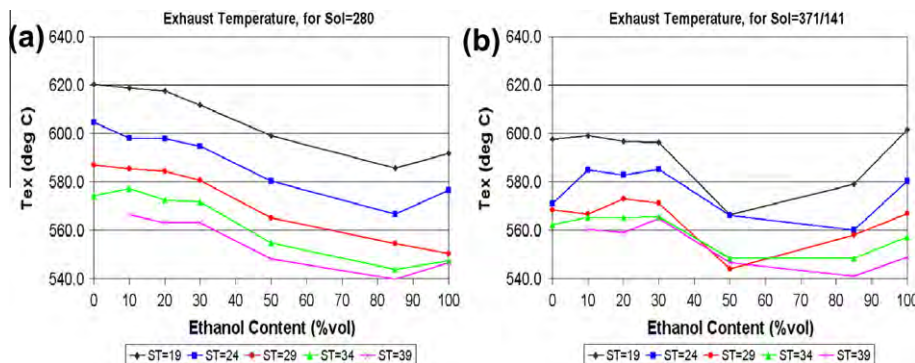 (a)
Exhaust Temperature, for SoI=280
640.0
620.0
600.0
580.0
560.0
540.0
Tex (deg C)
0 10 20 30 40 50 60 70 80 90 100
Ethanol Content (%vol)
ST=19 ST=24 ST=29 ST=34 ST=39
(b)
Exhaust Temperature, for SoI=371/141
640.0
620.0
600.0
580.0
560.0
540.0
Tex (deg C)
0 10 20 30 40 50 60 70 80 90 100
Ethanol Content (%vol)
ST=19 ST=24 ST=29 ST=34 ST=39